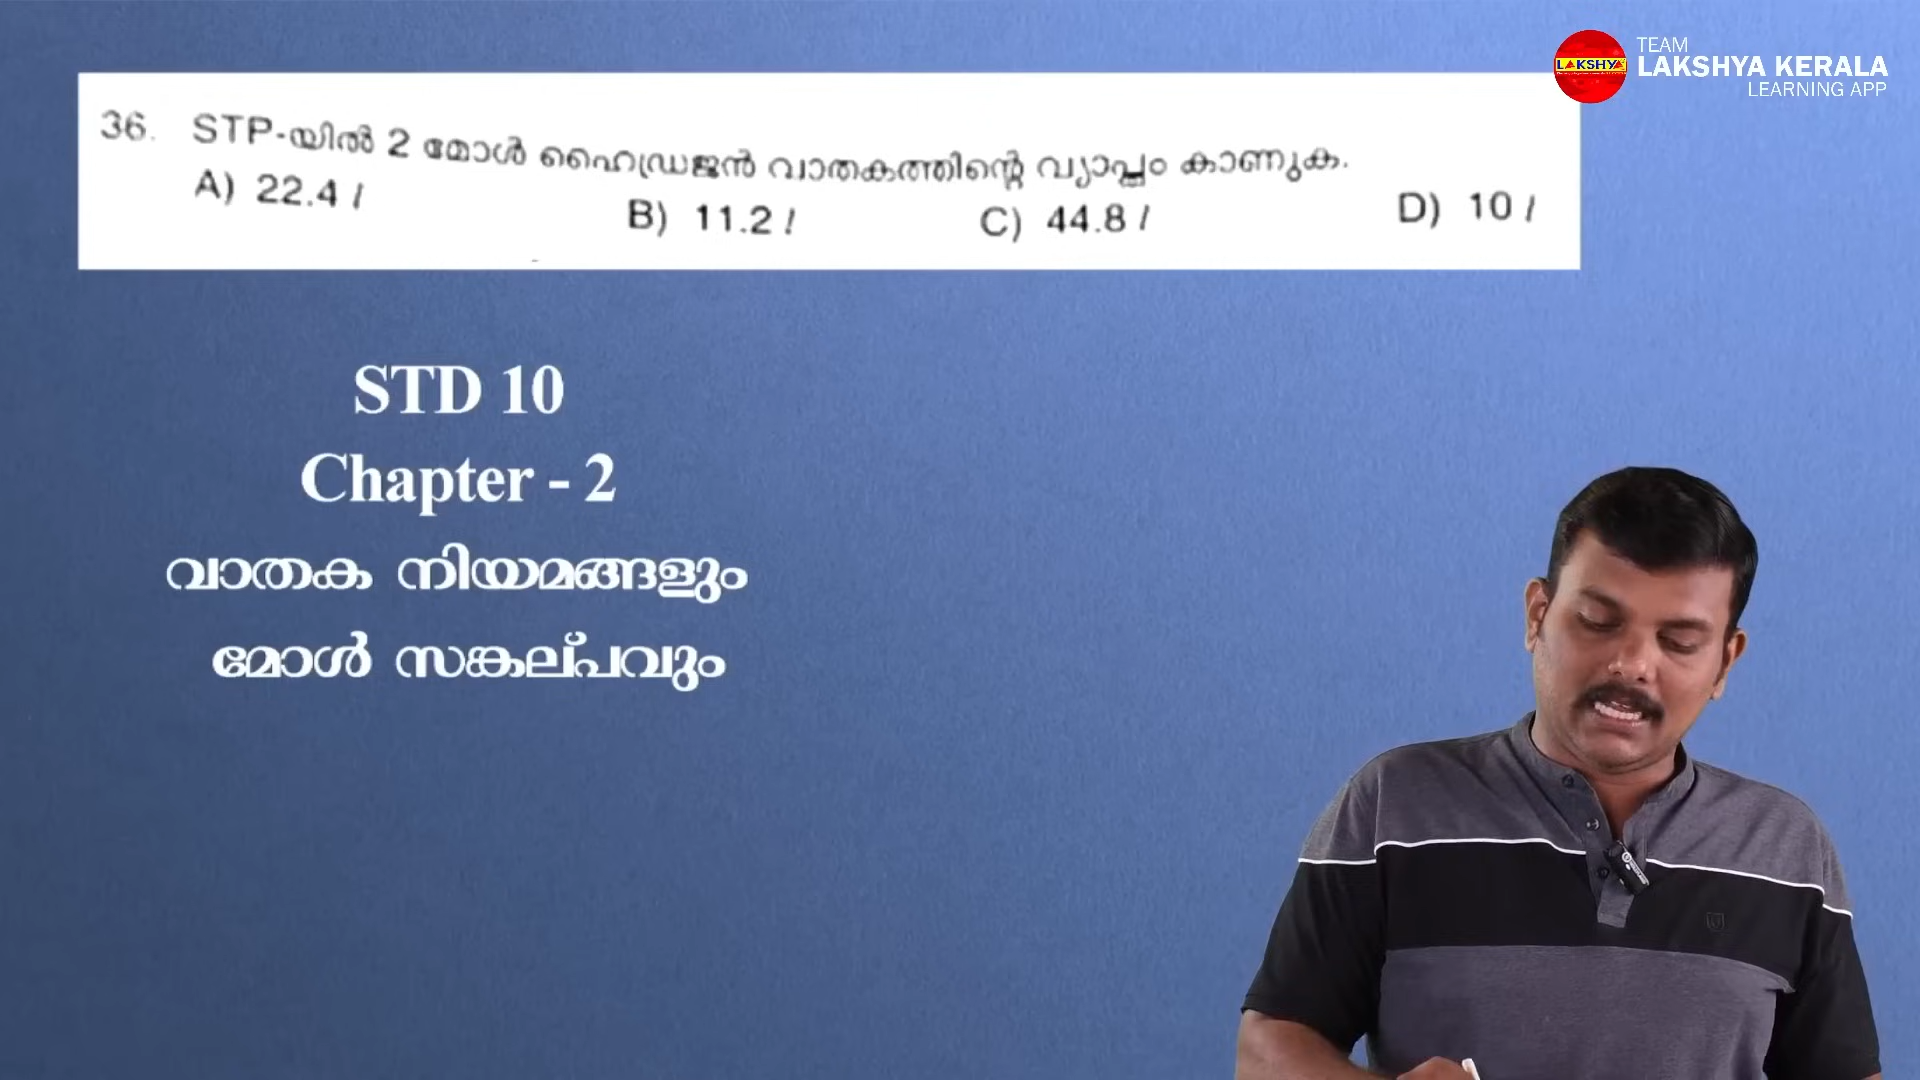 TEAM
LAKSHYA
LAKSHYA KERALA
LEARNING APP
36. STP-യിൽ 2 മോൾ ഹൈഡ്രജൻ വാതകത്തിന്റെ വ്യാപ്തം കാണുക.
A) 22.4 l B) 11.2 l C) 44.8 l D) 10 l
STD 10
Chapter - 2
വാതക നിയമങ്ങളും
മോൾ സങ്കല്പവും